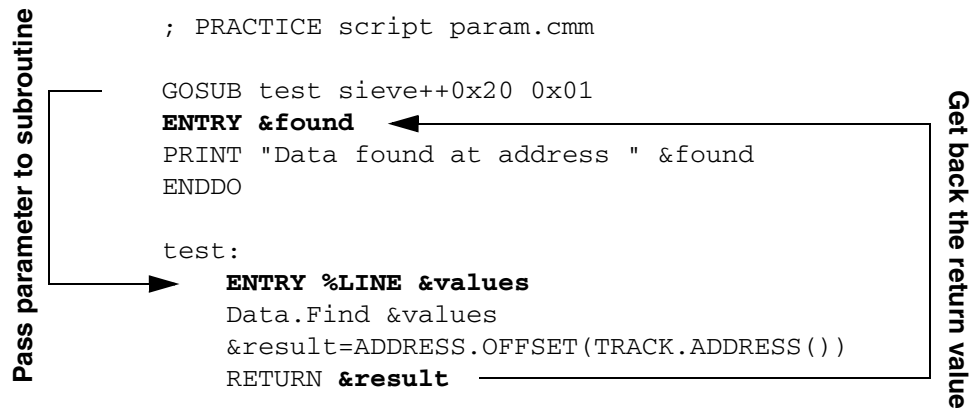 Pass parameter to subroutine
; PRACTICE script param.cmm
GOSUB test sieve++0x20 0x01
ENTRY &found
PRINT "Data found at address " &found
ENDDO
test:
ENTRY %LINE &values
Data.Find &values
&result=ADDRESS.OFFSET(TRACK.ADDRESS())
RETURN &result
Get back the return value